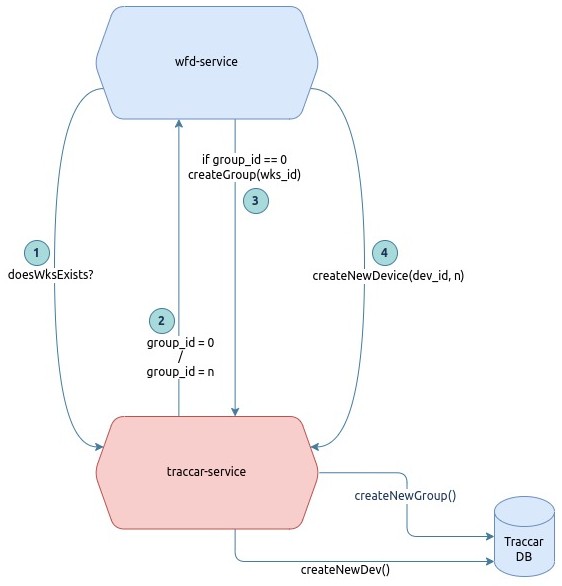 wfd-service
if group_id == 0
createGroup(wks_id)
3
1
doesWksExists?
4
createNewDevice(dev_id, n)
2
group_id = 0
/
group_id = n
traccar-service
createNewGroup()
Traccar
DB
createNewDev()